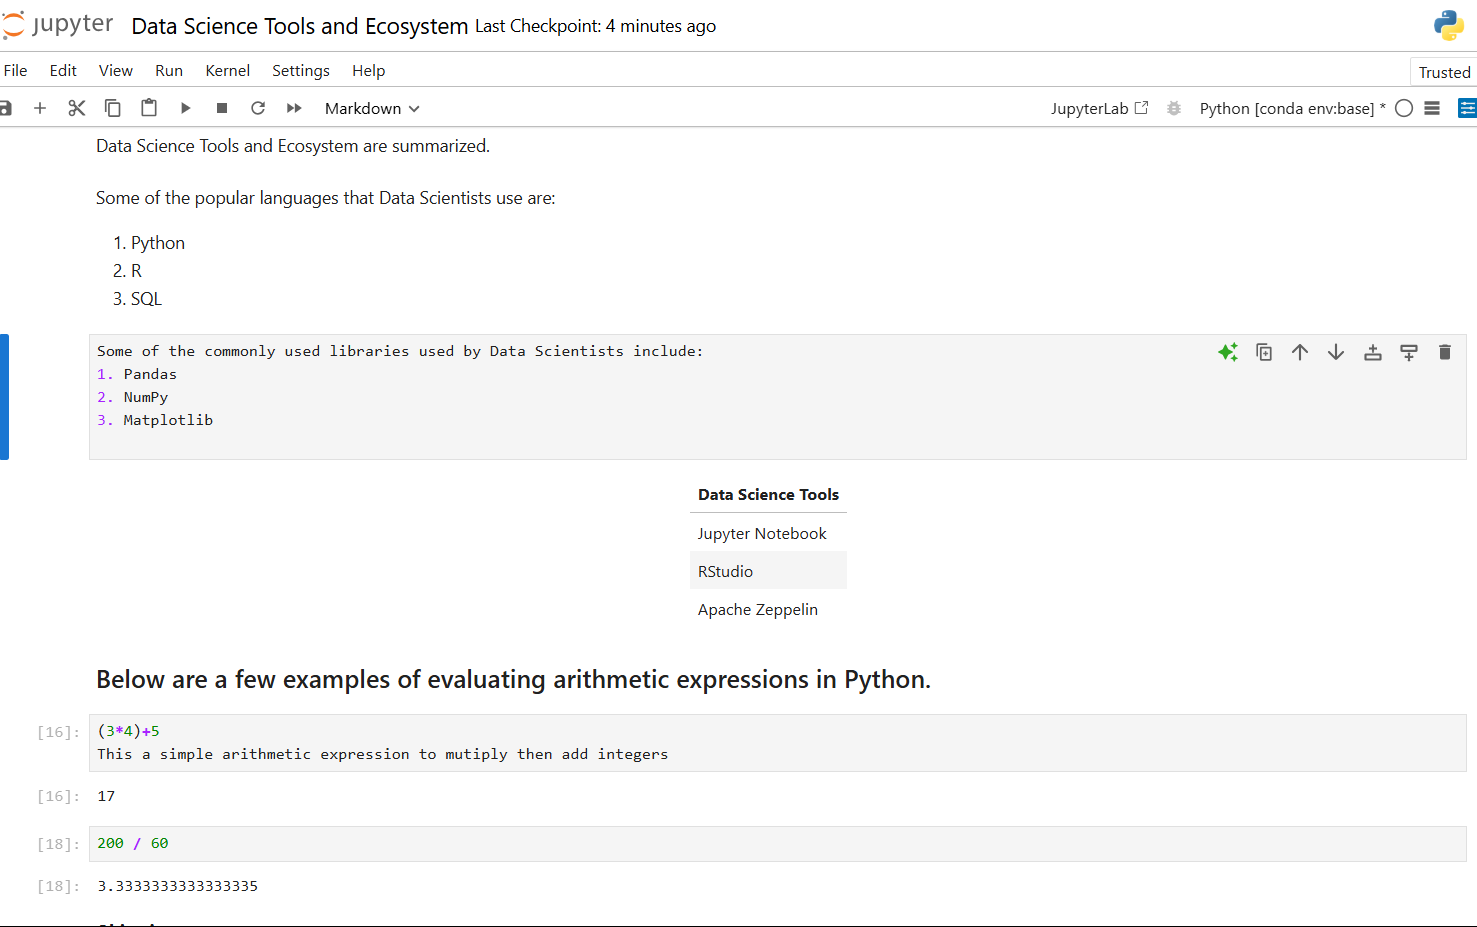 jupyter Data Science Tools and Ecosystem Last Checkpoint: 4 minutes ago
File Edit View Run Kernel Settings Help
Trusted
Markdown
JupyterLab Python [conda env:base] *
Data Science Tools and Ecosystem are summarized.
Some of the popular languages that Data Scientists use are:
1. Python
2. R
3. SQL
Some of the commonly used libraries used by Data Scientists include:
1. Pandas
2. NumPy
3. Matplotlib
Data Science Tools
Jupyter Notebook
RStudio
Apache Zeppelin
Below are a few examples of evaluating arithmetic expressions in Python.
[16]: (3*4)+5
This a simple arithmetic expression to mutiply then add integers
[16]: 17
[18]: 200 / 60
[18]: 3.3333333333333335